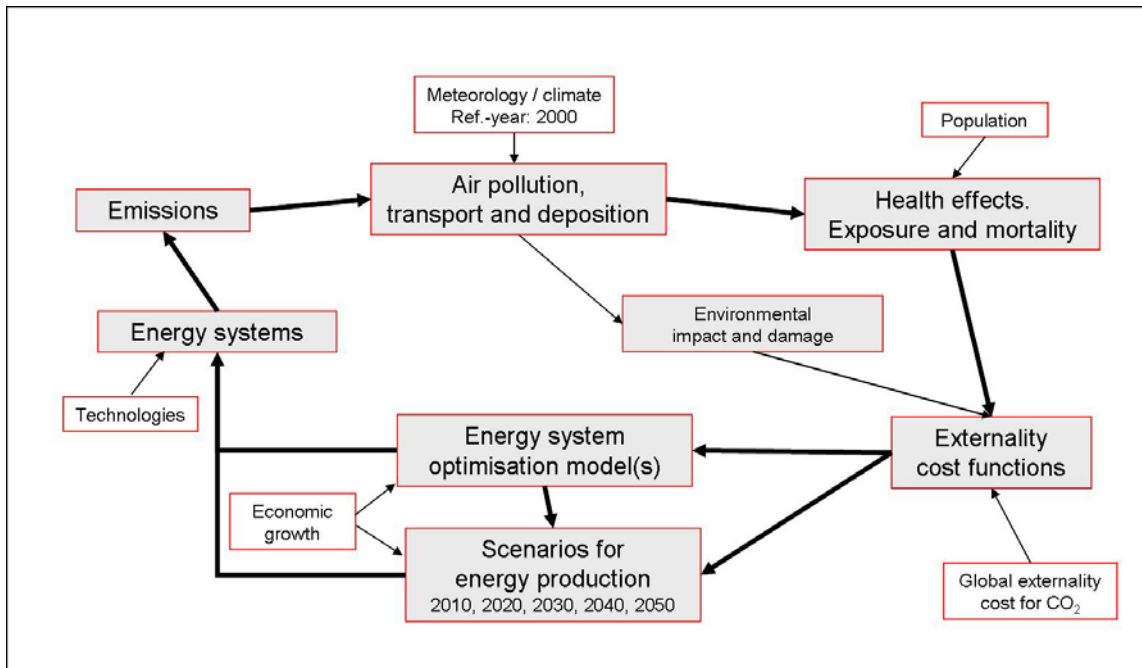 Meteorology / climate
Ref.-year: 2000
Population
Air pollution,
transport and deposition
Emissions
Health effects.
Exposure and mortality
Energy systems
Environmental
impact and damage
Technologies
Energy system
optimisation model(s)
Externality
cost functions
Economic
growth
Scenarios for
energy production
2010, 2020, 2030, 2040, 2050
Global externality
cost for CO₂